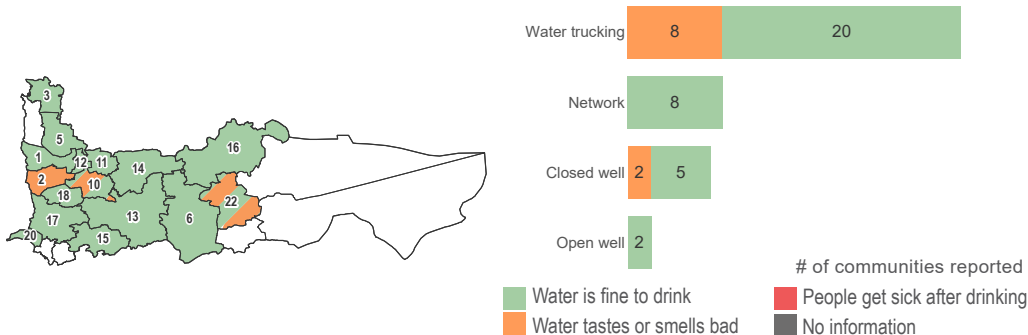 Water trucking 8 20
3
Network 8
5
16
1 12 11
14
Closed well 2 5
2 10
18
22
17 13 6
20 15
Open well 2
# of communities reported
Water is fine to drink
People get sick after drinking
Water tastes or smells bad
No information